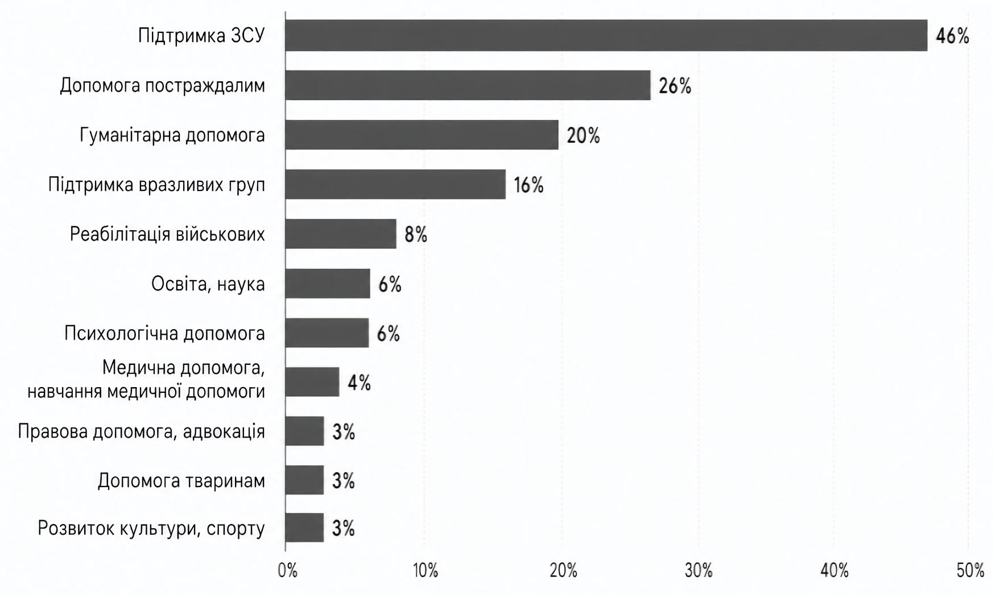 Підтримка ЗСУ 46%
Допомога постраждалим 26%
Гуманітарна допомога 20%
Підтримка вразливих груп 16%
Реабілітація військових 8%
Освіта, наука 6%
Психологічна допомога 6%
Медична допомога,
навчання медичної допомоги 4%
Правова допомога, адвокація 3%
Допомога тваринам 3%
Розвиток культури, спорту 3%
0% 10% 20% 30% 40% 50%